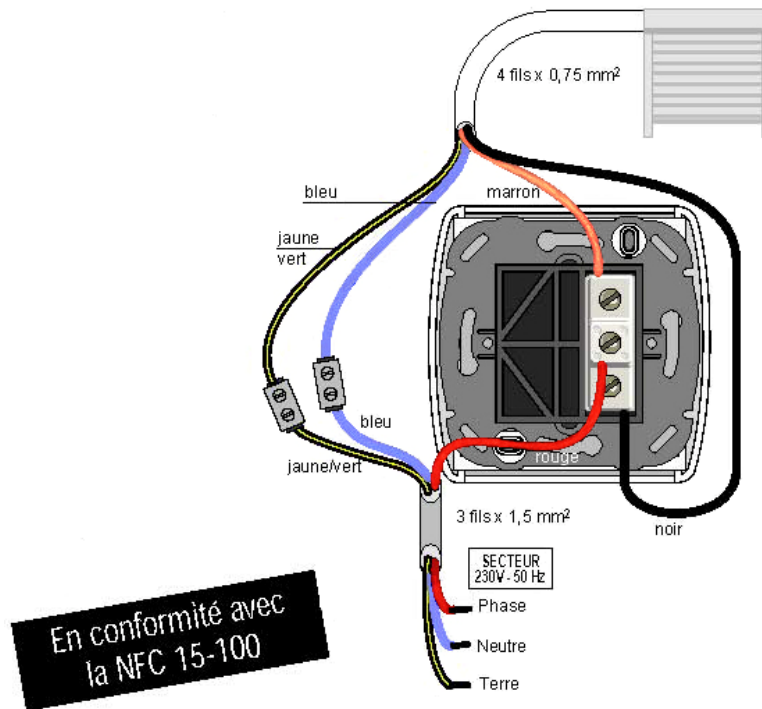 4 fils x 0,75 mm²
bleu
marron
jaune
vert
bleu
jaune/vert
rouge
3 fils x 1,5 mm²
noir
SECTEUR
230V - 50 Hz
Phase
Neutre
Terre
En conformité avec
la NFC 15-100